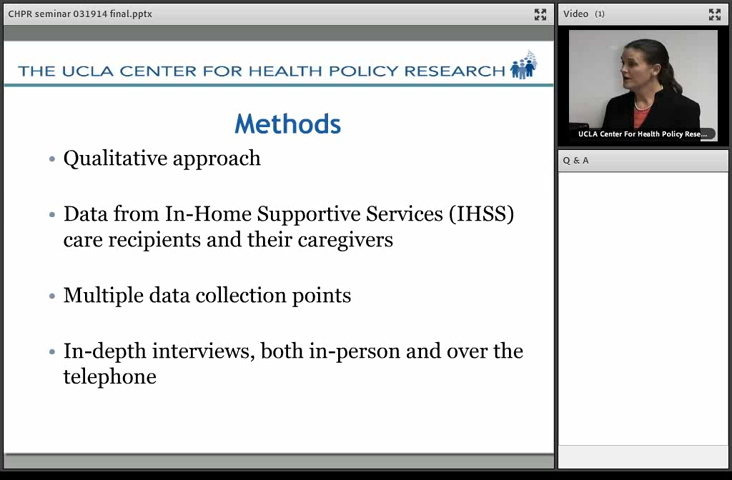 CHPR seminar 031914 final.pptx
Video (1)
THE UCLA CENTER FOR HEALTH POLICY RESEARCH
Methods
• Qualitative approach
• Data from In-Home Supportive Services (IHSS)
care recipients and their caregivers
• Multiple data collection points
• In-depth interviews, both in-person and over the
telephone
UCLA Center For Health Policy Rese...
Q & A